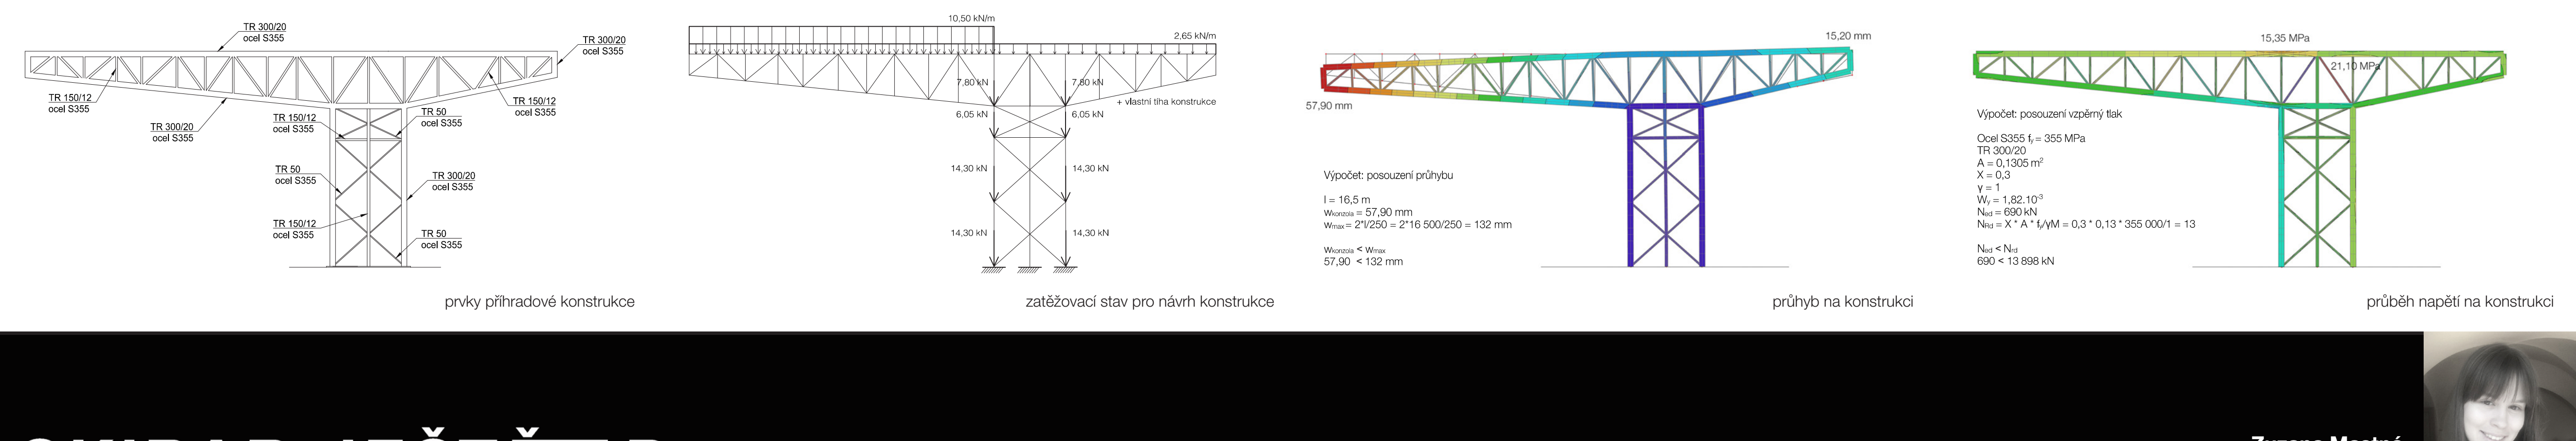 TR 300/20
ocel S355
TR 300/20
ocel S355
TR 150/12
ocel S355
TR 150/12
ocel S355
TR 300/20
ocel S355
TR 150/12
ocel S355
TR 50
ocel S355
TR 50
ocel S355
TR 300/20
ocel S355
TR 150/12
ocel S355
TR 50
ocel S355
prvky příhradové konstrukce
10,50 kN/m
2,65 kN/m
7,80 kN
7,80 kN
+ vlastní tíha konstrukce
6,05 kN
6,05 kN
14,30 kN
14,30 kN
14,30 kN
14,30 kN
zatěžovací stav pro návrh konstrukce
15,20 mm
57,90 mm
Výpočet: posouzení průhybu
l = 16,5 m
wkonzola = 57,90 mm
wmax = 2*l/250 = 2*16 500/250 = 132 mm
wkonzola < wmax
57,90 < 132 mm
průhyb na konstrukci
15,35 MPa
21,10 MPa
Výpočet: posouzení vzpěrný tlak
Ocel S355 fy = 355 MPa
TR 300/20
A = 0,1305 m²
X = 0,3
γ = 1
Wy = 1,82.10⁻³
Ned = 690 kN
NRd = X * A * fy/γM = 0,3 * 0,13 * 355 000/1 = 13
Ned < Nrd
690 < 13 898 kN
průběh napětí na konstrukci